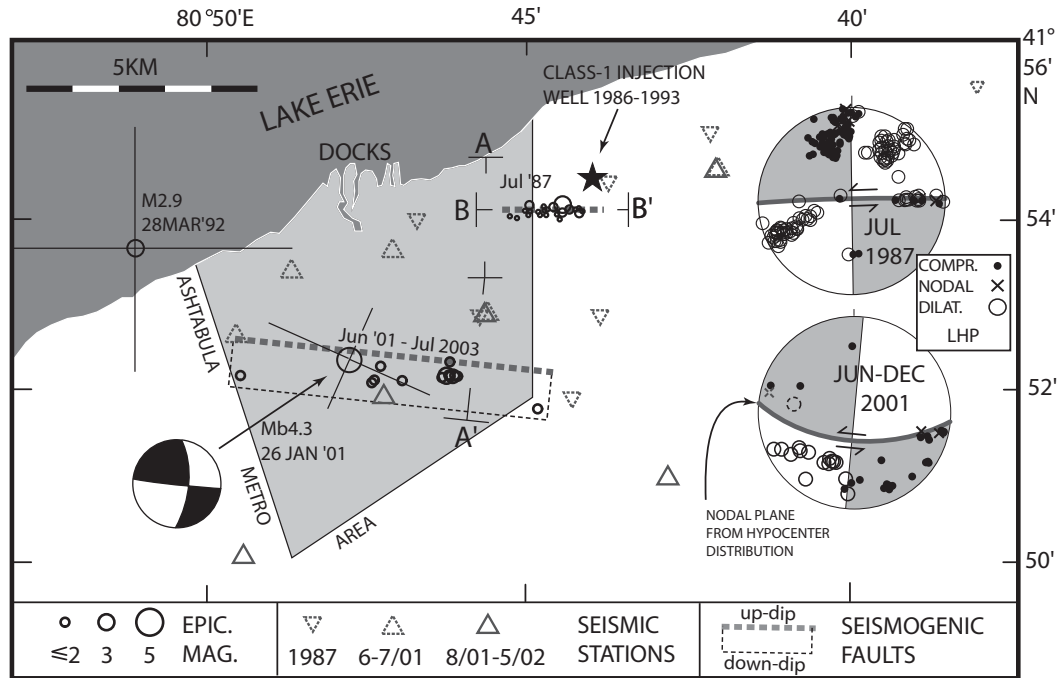 80°50'E
45'
40'
41°
56'
N
5KM
LAKE ERIE
CLASS-1 INJECTION
WELL 1986-1993
DOCKS
A
Jul '87
B
B'
M2.9
28MAR'92
54'
JUL
1987
COMPR.
NODAL
DILAT.
LHP
ASHTABULA
Jun '01 - Jul 2003
JUN-DEC
2001
52'
Mb4.3
26 JAN '01
A'
METRO
AREA
NODAL PLANE
FROM HYPOCENTER
DISTRIBUTION
50'
EPIC.
≤2 3 5 MAG.
1987 6-7/01 8/01-5/02
SEISMIC
STATIONS
up-dip
down-dip
SEISMOGENIC
FAULTS